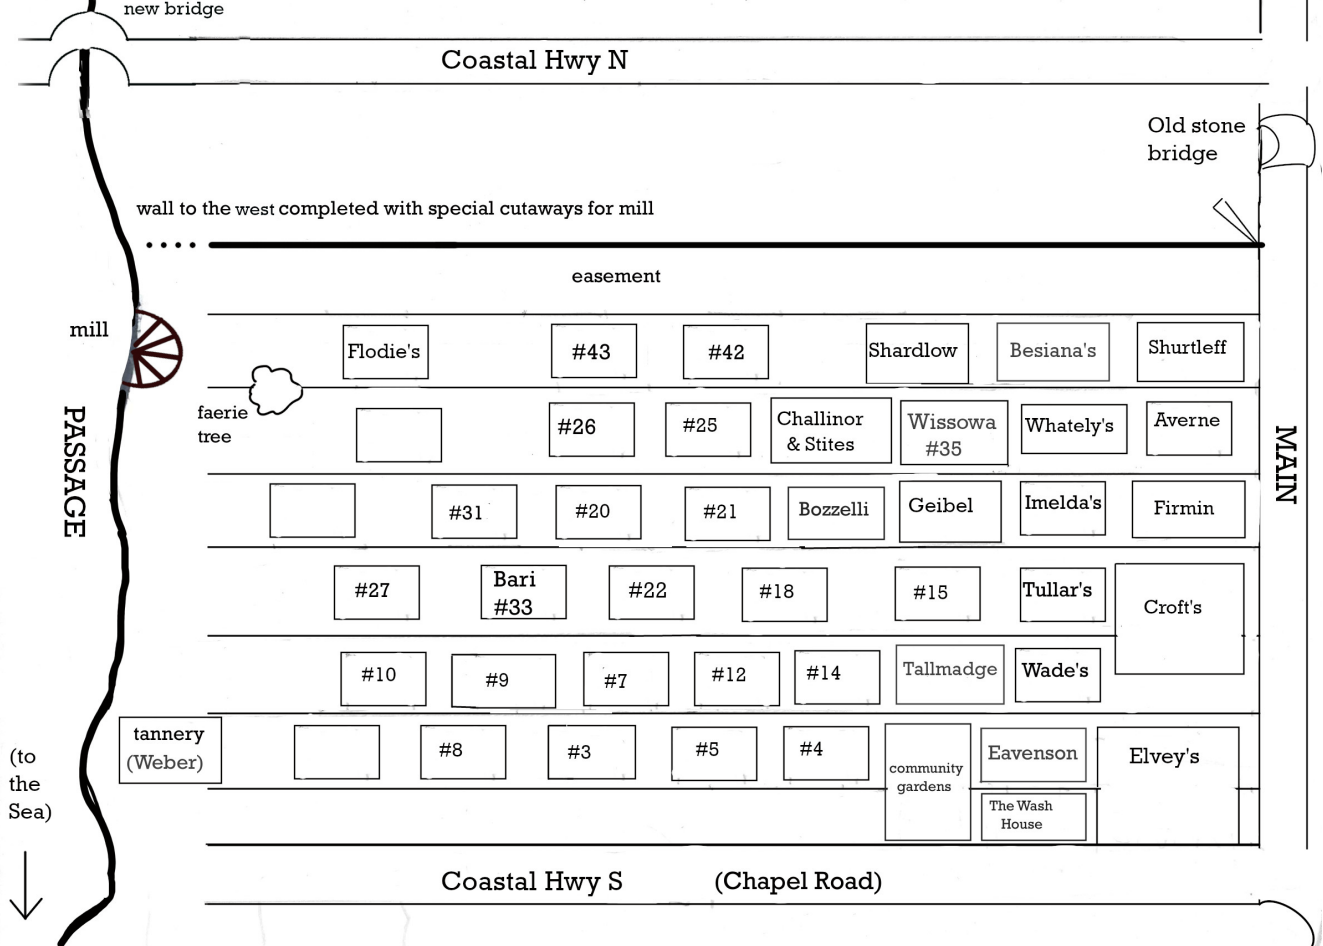 new bridge
Coastal Hwy N
Old stone
bridge
wall to the west completed with special cutaways for mill
easement
mill
Flodie's
#43
#42
Shardlow
Besiana's
Shurtleff
faerie
tree
#26
#25
Challinor
& Stites
Wissowa
#35
Whately's
Averne
PASSAGE
MAIN
#31
#20
#21
Bozzelli
Geibel
Imelda's
Firmin
#27
Bari
#33
#22
#18
#15
Tullar's
Croft's
#10
#9
#7
#12
#14
Tallmadge
Wade's
tannery
(Weber)
(to
the
Sea)
#8
#3
#5
#4
community
gardens
Eavenson
The Wash
House
Elvey's
Coastal Hwy S
(Chapel Road)